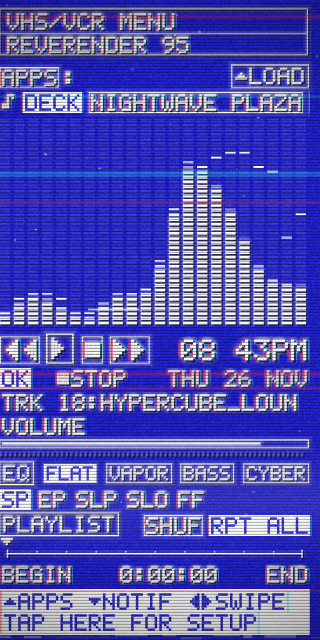 VHS/VCR MENU
REVERENDER 95
APPS: LOAD
DECK NIGHTWAVE PLAZA
08 43PM
OK STOP THU 26 NOV
TRK 18:HYPERCUBE_LOUN
VOLUME
EQ FLAT VAPOR BASS CYBER
SP EP SLP SLO FF
PLAYLIST SHUF RPT ALL
BEGIN 0:00:00 END
APPS NOTIF SWIPE
TAP HERE FOR SETUP